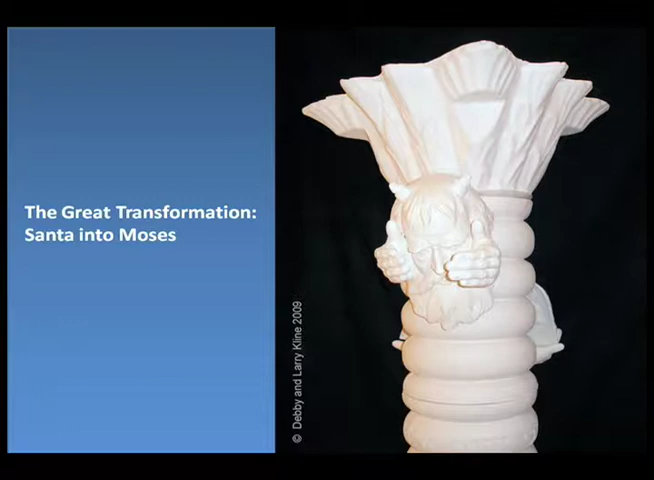 The Great Transformation:
Santa into Moses
© Debby and Larry Kline 2009